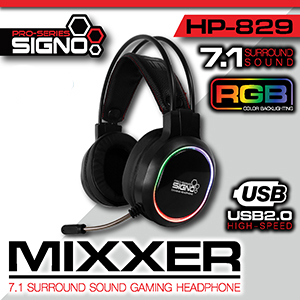 PRO-SERIES
SIGNO
HP-829
7.1 SURROUND SOUND
RGB
COLOR BACKLIGHTING
SIGNO
USB
USB2.0
HIGH-SPEED
MIXXER
7.1 SURROUND SOUND GAMING HEADPHONE